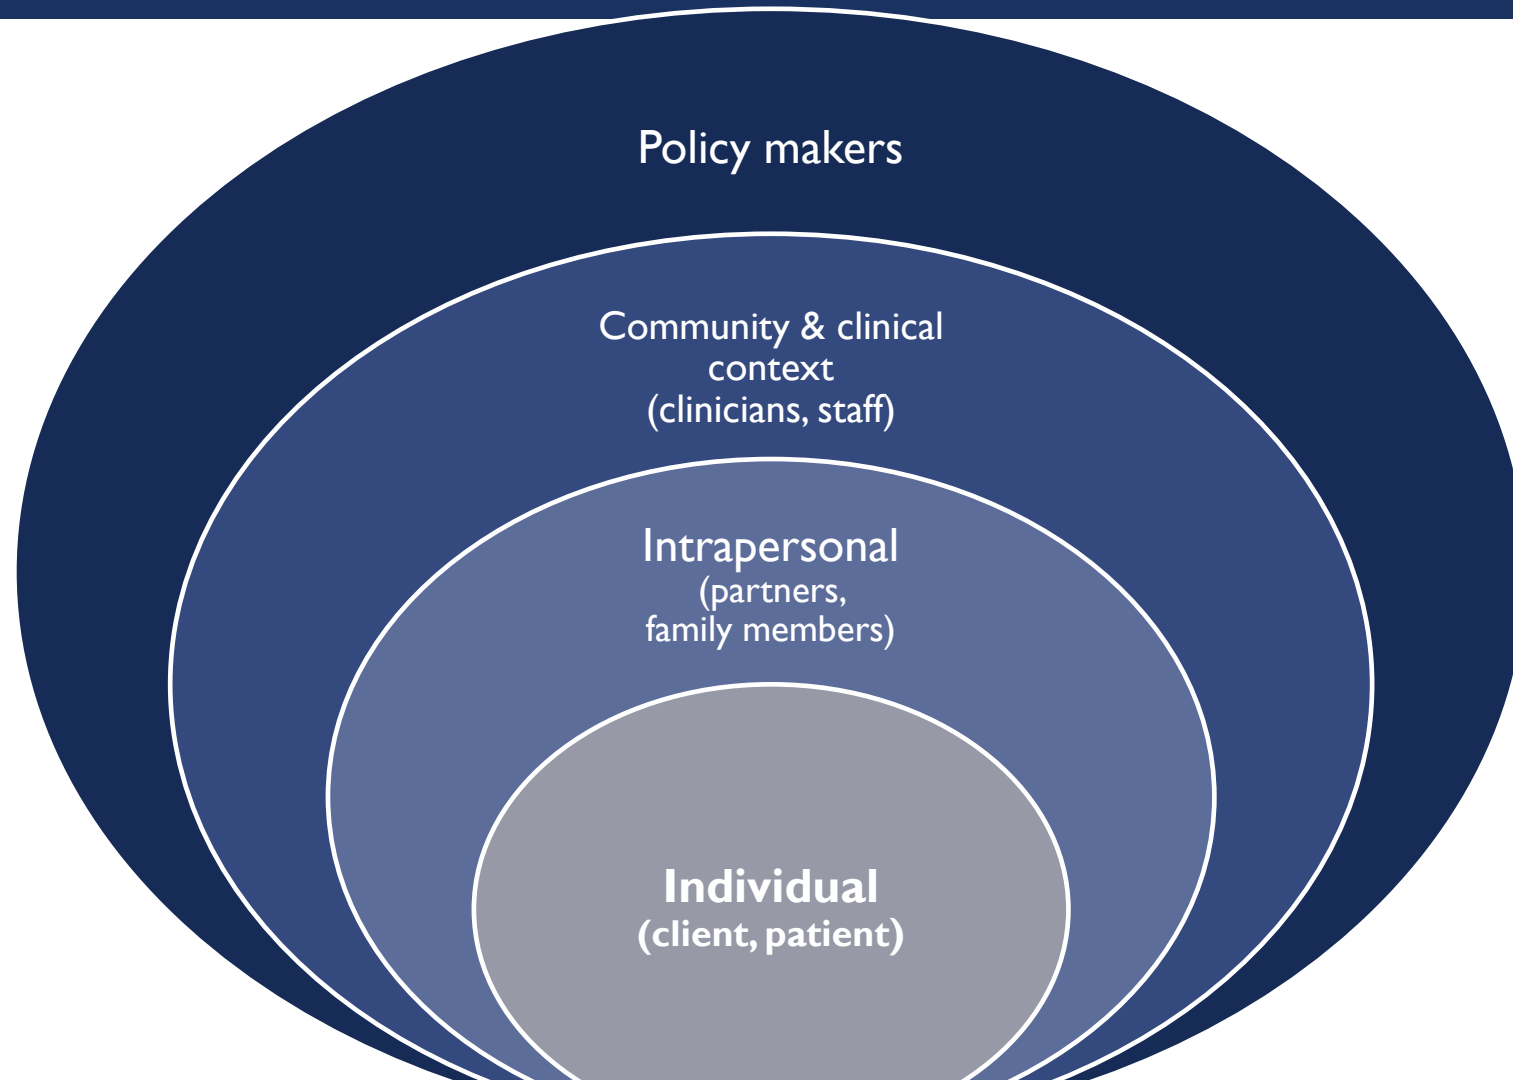 Policy makers
Community & clinical
context
(clinicians, staff)
Intrapersonal
(partners,
family members)
Individual
(client, patient)